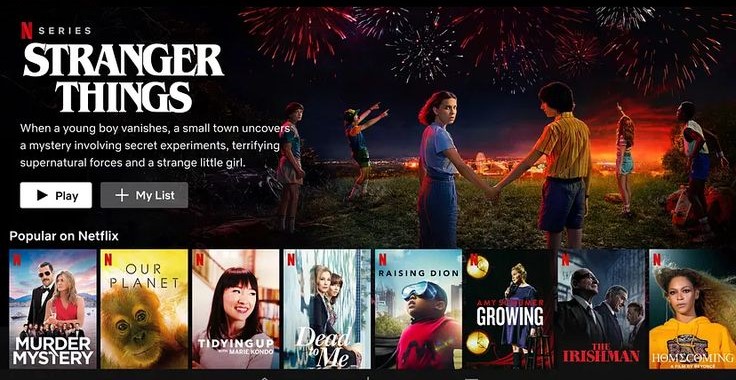 N SERIES
STRANGER
THINGS
When a young boy vanishes, a small town uncovers
a mystery involving secret experiments, terrifying
supernatural forces and a strange little girl.
Play
My List
Popular on Netflix
N
MURDER
MYSTERY
N
OUR
PLANET
N
TIDYING UP
WITH MARIE KONDO
N
Dead
to Me
N
RAISING DION
N
AMY SCHUMER
GROWING
N
THE
IRISHMAN
N
HOMECOMING
A FILM BY BEYONCÉ